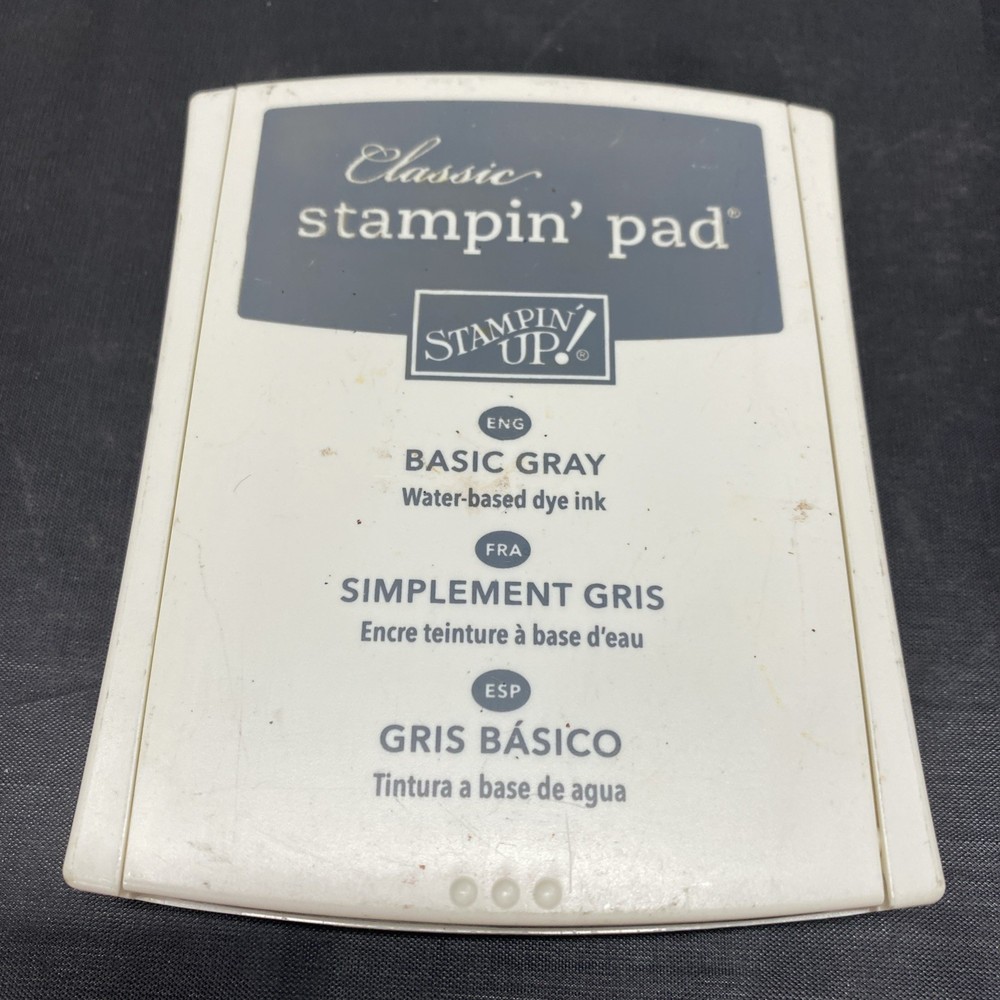 Classic
stampin' pad®
STAMPIN'
UP!®
ENG
BASIC GRAY
Water-based dye ink
FRA
SIMPLEMENT GRIS
Encre teinture à base d'eau
ESP
GRIS BÁSICO
Tintura a base de agua